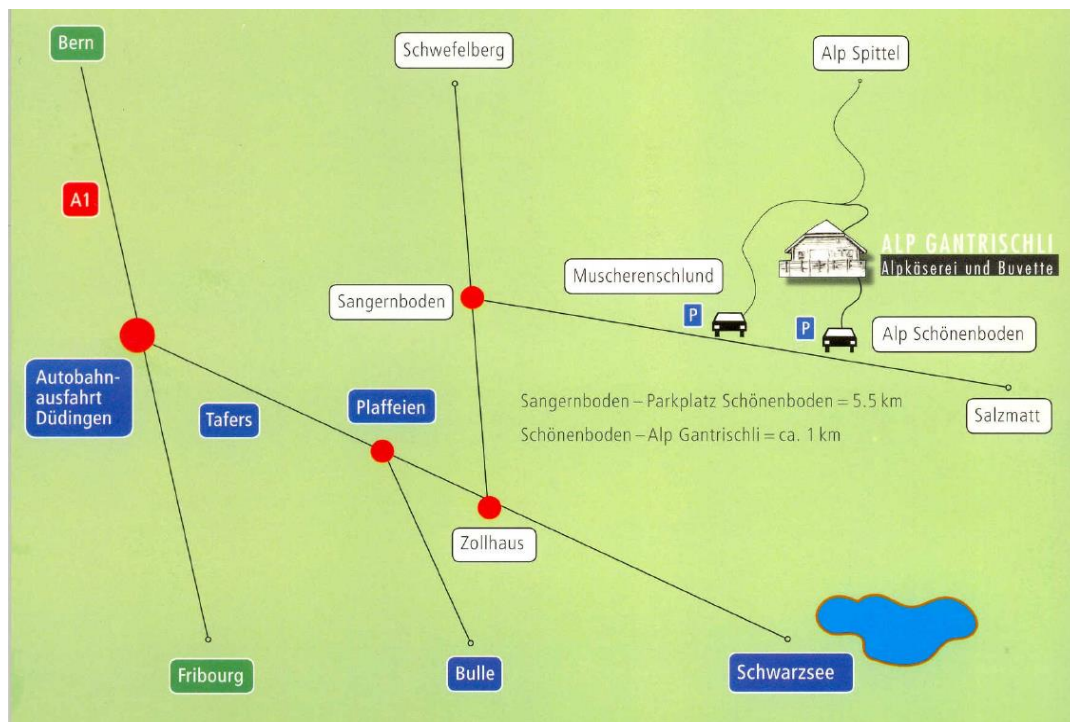 Bern
Schwefelberg
Alp Spittel
A1
ALP GANTRISCHLI
Alpkäserei und Buvette
Muscherenschlund
Sangernboden
P
P
Alp Schönenboden
Autobahn-
ausfahrt
Düdingen
Tafers
Plaffeien
Sangernboden – Parkplatz Schönenboden = 5.5 km
Salzmatt
Schönenboden – Alp Gantrischli = ca. 1 km
Zollhaus
Fribourg
Bulle
Schwarzsee